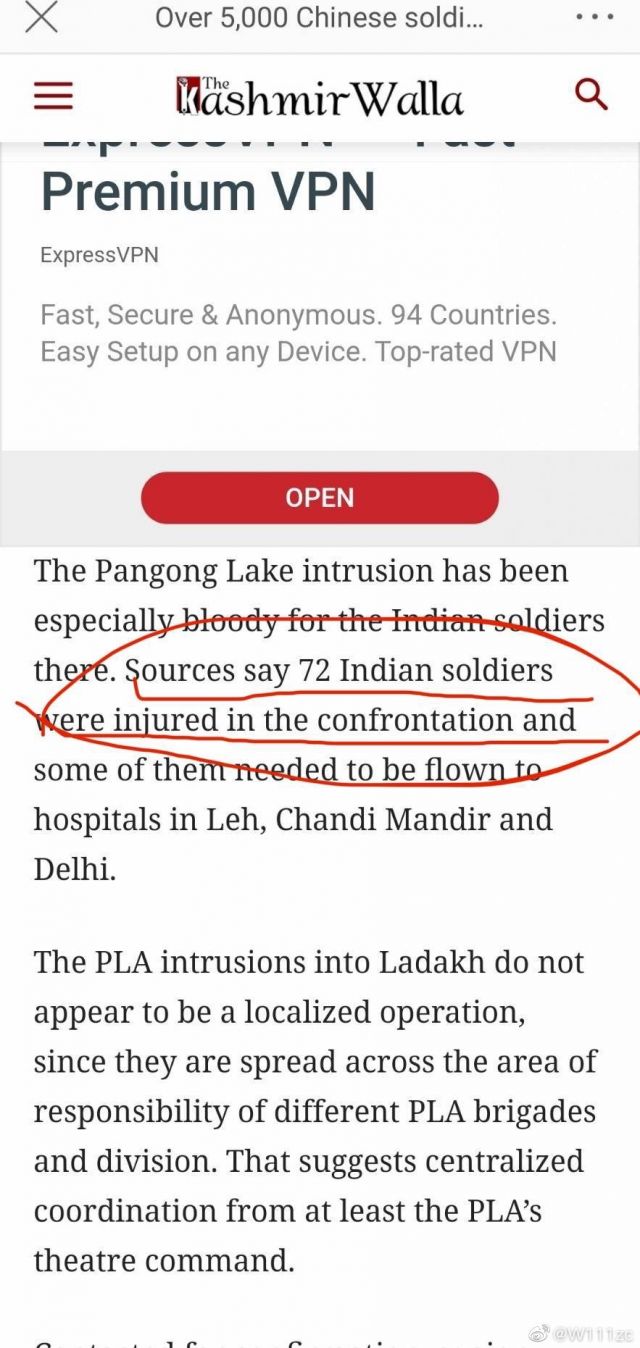 Over 5,000 Chinese soldi...
The Kashmir Walla
Premium VPN
ExpressVPN
Fast, Secure & Anonymous. 94 Countries.
Easy Setup on any Device. Top-rated VPN
OPEN
The Pangong Lake intrusion has been
especially bloody for the Indian soldiers
there. Sources say 72 Indian soldiers
were injured in the confrontation and
some of them needed to be flown to
hospitals in Leh, Chandi Mandir and
Delhi.
The PLA intrusions into Ladakh do not
appear to be a localized operation,
since they are spread across the area of
responsibility of different PLA brigades
and division. That suggests centralized
coordination from at least the PLA’s
theatre command.
@W111zc